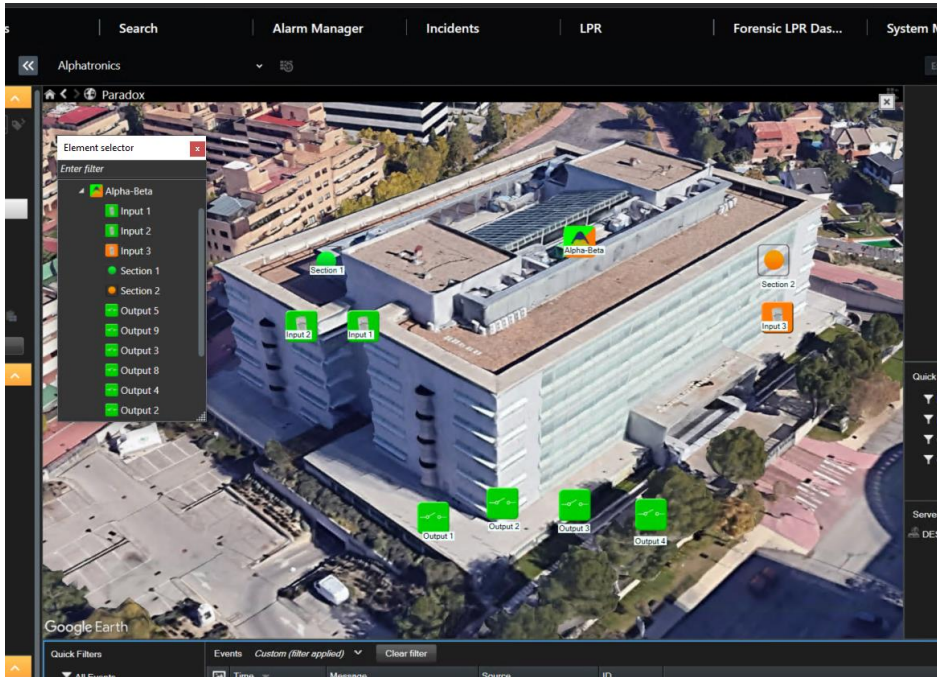 Search
Alarm Manager
Incidents
LPR
Forensic LPR Das...
System M
Alphatronics
Paradox
Element selector
x
Enter filter
Alpha-Beta
Input 1
Input 2
Input 3
Section 1
Section 2
Output 5
Output 9
Output 3
Output 8
Output 4
Output 2
Alpha-Beta
Section 1
Section 2
Input 2
Input 1
Input 3
Output 1
Output 2
Output 3
Output 4
Quick
Serve
DES
Google Earth
Quick Filters
Events Custom (filter applied) Clear filter
All Events
Time Message Source ID